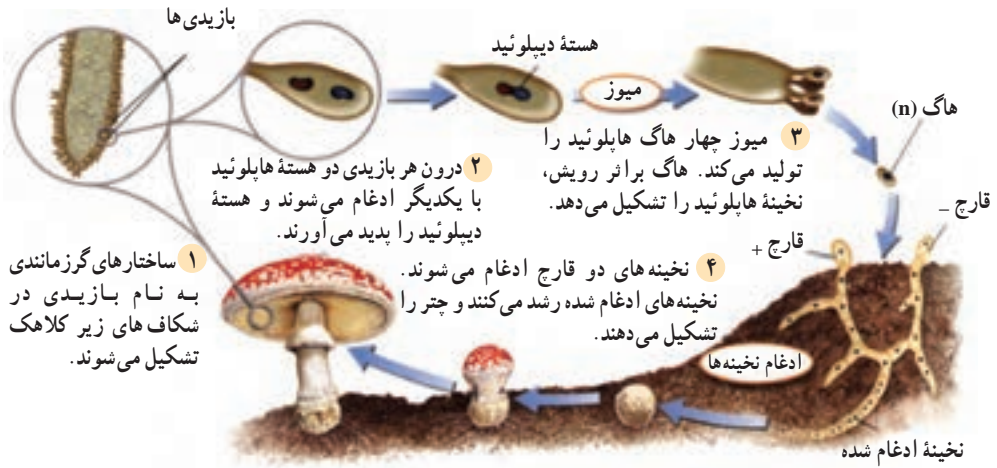 بازیدی‌ها
هستهٔ دیپلوئید
میوز
هاگ (n)
قارچ −
قارچ +
۱ ساختارهای گرزمانندی
به نام بازیدی در
شکاف‌های زیر کلاهک
تشکیل می‌شوند.
۲ درون هر بازیدی دو هستهٔ هاپلوئید
با یکدیگر ادغام می‌شوند و هستهٔ
دیپلوئید را پدید می‌آورند.
۳ میوز چهار هاگ هاپلوئید را
تولید می‌کند. هاگ براثر رویش،
نخینهٔ هاپلوئید را تشکیل می‌دهد.
۴ نخینه‌های دو قارچ ادغام می‌شوند.
نخینه‌های ادغام شده رشد می‌کنند و چتر را
تشکیل می‌دهند.
ادغام نخینه‌ها
نخینهٔ ادغام شده